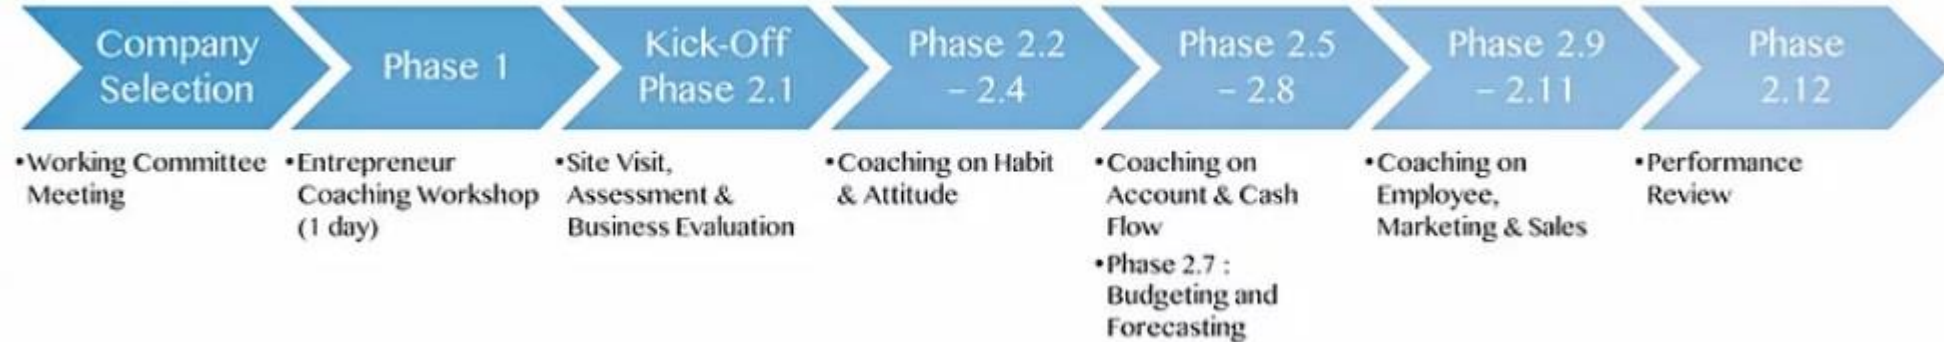 Company
Selection
Phase 1
Kick-Off
Phase 2.1
Phase 2.2
– 2.4
Phase 2.5
– 2.8
Phase 2.9
– 2.11
Phase
2.12
•Working Committee
Meeting
•Entrepreneur
Coaching Workshop
(1 day)
•Site Visit,
Assessment &
Business Evaluation
•Coaching on Habit
& Attitude
•Coaching on
Account & Cash
Flow
•Phase 2.7 :
Budgeting and
Forecasting
•Coaching on
Employee,
Marketing & Sales
•Performance
Review